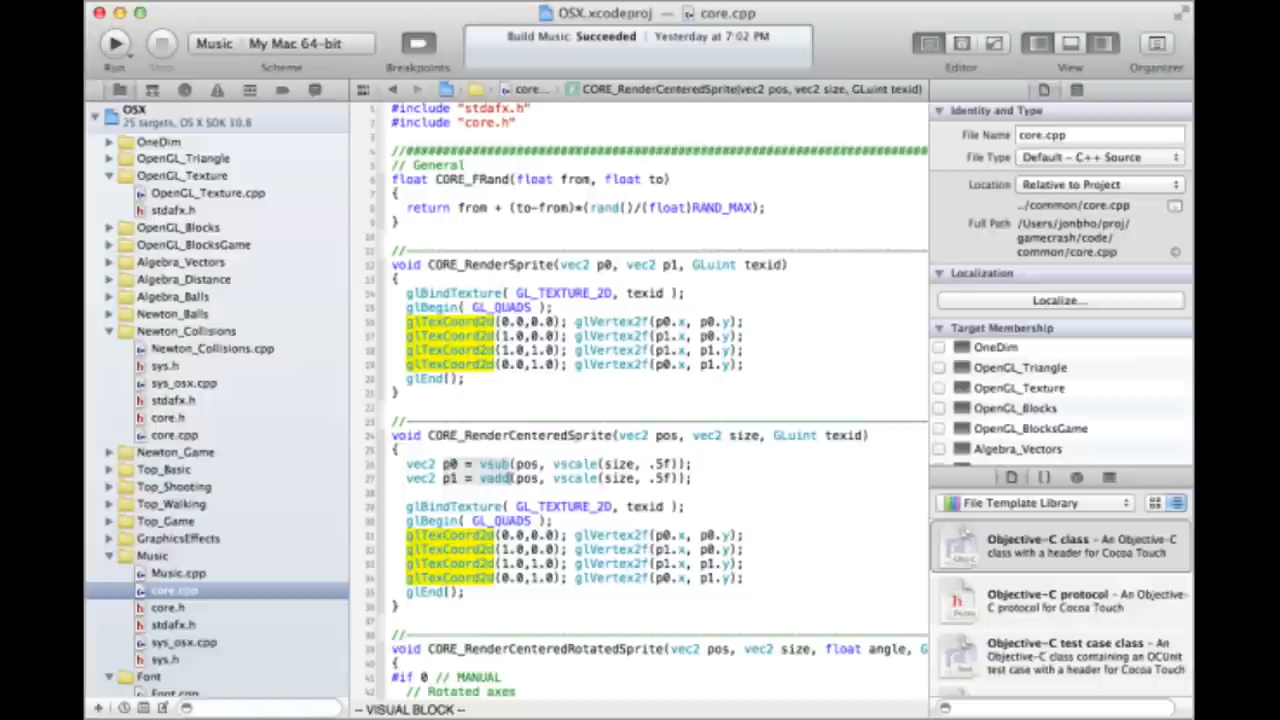 OSX.xcodeproj — core.cpp
Music My Mac 64-bit
Build Music: Succeeded | Yesterday at 7:02 PM
Run Scheme Breakpoints Editor View Organizer
core... CORE_RenderCenteredSprite(vec2 pos, vec2 size, GLuint texid)
OSX
25 targets, OS X SDK 10.8
OneDim
OpenGL_Triangle
OpenGL_Texture
OpenGL_Texture.cpp
stdafx.h
OpenGL_Blocks
OpenGL_BlocksGame
Algebra_Vectors
Algebra_Distance
Algebra_Balls
Newton_Balls
Newton_Collisions
Newton_Collisions.cpp
sys.h
sys_osx.cpp
stdafx.h
core.h
core.cpp
Newton_Game
Top_Basic
Top_Shooting
Top_Walking
Top_Game
GraphicsEffects
Music
Music.cpp
core.cpp
core.h
stdafx.h
sys_osx.cpp
sys.h
Font
Font.cpp
#include "stdafx.h"
#include "core.h"
// General
float CORE_FRand(float from, float to)
{
return from + (to-from)*(rand()/(float)RAND_MAX);
}
void CORE_RenderSprite(vec2 p0, vec2 p1, GLuint texid)
{
glBindTexture( GL_TEXTURE_2D, texid );
glBegin( GL_QUADS );
glTexCoord2d(0.0,0.0); glVertex2f(p0.x, p0.y);
glTexCoord2d(1.0,0.0); glVertex2f(p1.x, p0.y);
glTexCoord2d(1.0,1.0); glVertex2f(p1.x, p1.y);
glTexCoord2d(0.0,1.0); glVertex2f(p0.x, p1.y);
glEnd();
}
void CORE_RenderCenteredSprite(vec2 pos, vec2 size, GLuint texid)
{
vec2 p0 = vsub(pos, vscale(size, .5f));
vec2 p1 = vadd(pos, vscale(size, .5f));
glBindTexture( GL_TEXTURE_2D, texid );
glBegin( GL_QUADS );
glTexCoord2d(0.0,0.0); glVertex2f(p0.x, p0.y);
glTexCoord2d(1.0,0.0); glVertex2f(p1.x, p0.y);
glTexCoord2d(1.0,1.0); glVertex2f(p1.x, p1.y);
glTexCoord2d(0.0,1.0); glVertex2f(p0.x, p1.y);
glEnd();
}
void CORE_RenderCenteredRotatedSprite(vec2 pos, vec2 size, float angle, G
{
#if 0 // MANUAL
// Rotated axes
-- VISUAL BLOCK --
Identity and Type
File Name core.cpp
File Type Default - C++ Source
Location Relative to Project
../common/core.cpp
Full Path /Users/jonbho/proj/
gamecrash/code/
common/core.cpp
Localization
Localize...
Target Membership
OneDim
OpenGL_Triangle
OpenGL_Texture
OpenGL_Blocks
OpenGL_BlocksGame
Algebra_Vectors
File Template Library
Objective-C class - An Objective-C
class with a header for Cocoa Touch
Objective-C protocol - An Objective-
C protocol for Cocoa Touch
Objective-C test case class - An
Objective-C class containing an OCUnit
test case with a header for Cocoa Touch